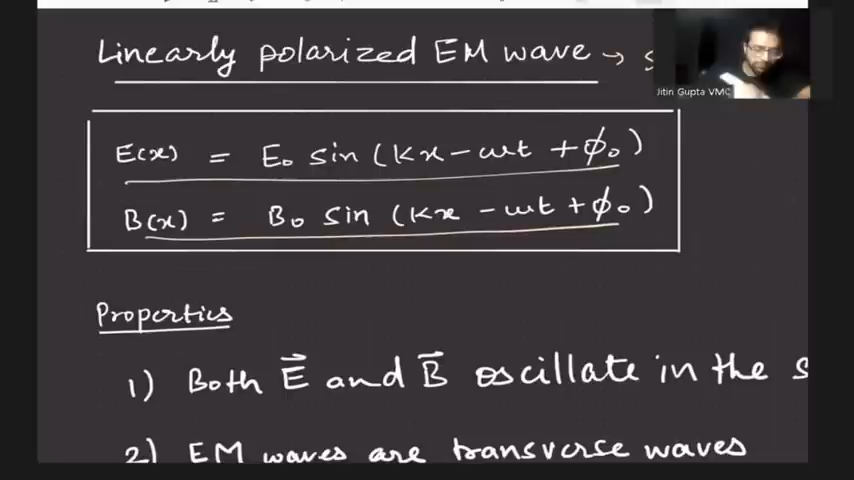 Linearly polarized EM wave → s
Jitin Gupta VMC
E(x) = E₀ sin (kx - ωt + ϕ₀)
B(x) = B₀ sin (kx - ωt + ϕ₀)
Properties
1) Both E⃗ and B⃗ oscillate in the s
2) EM waves are transverse waves